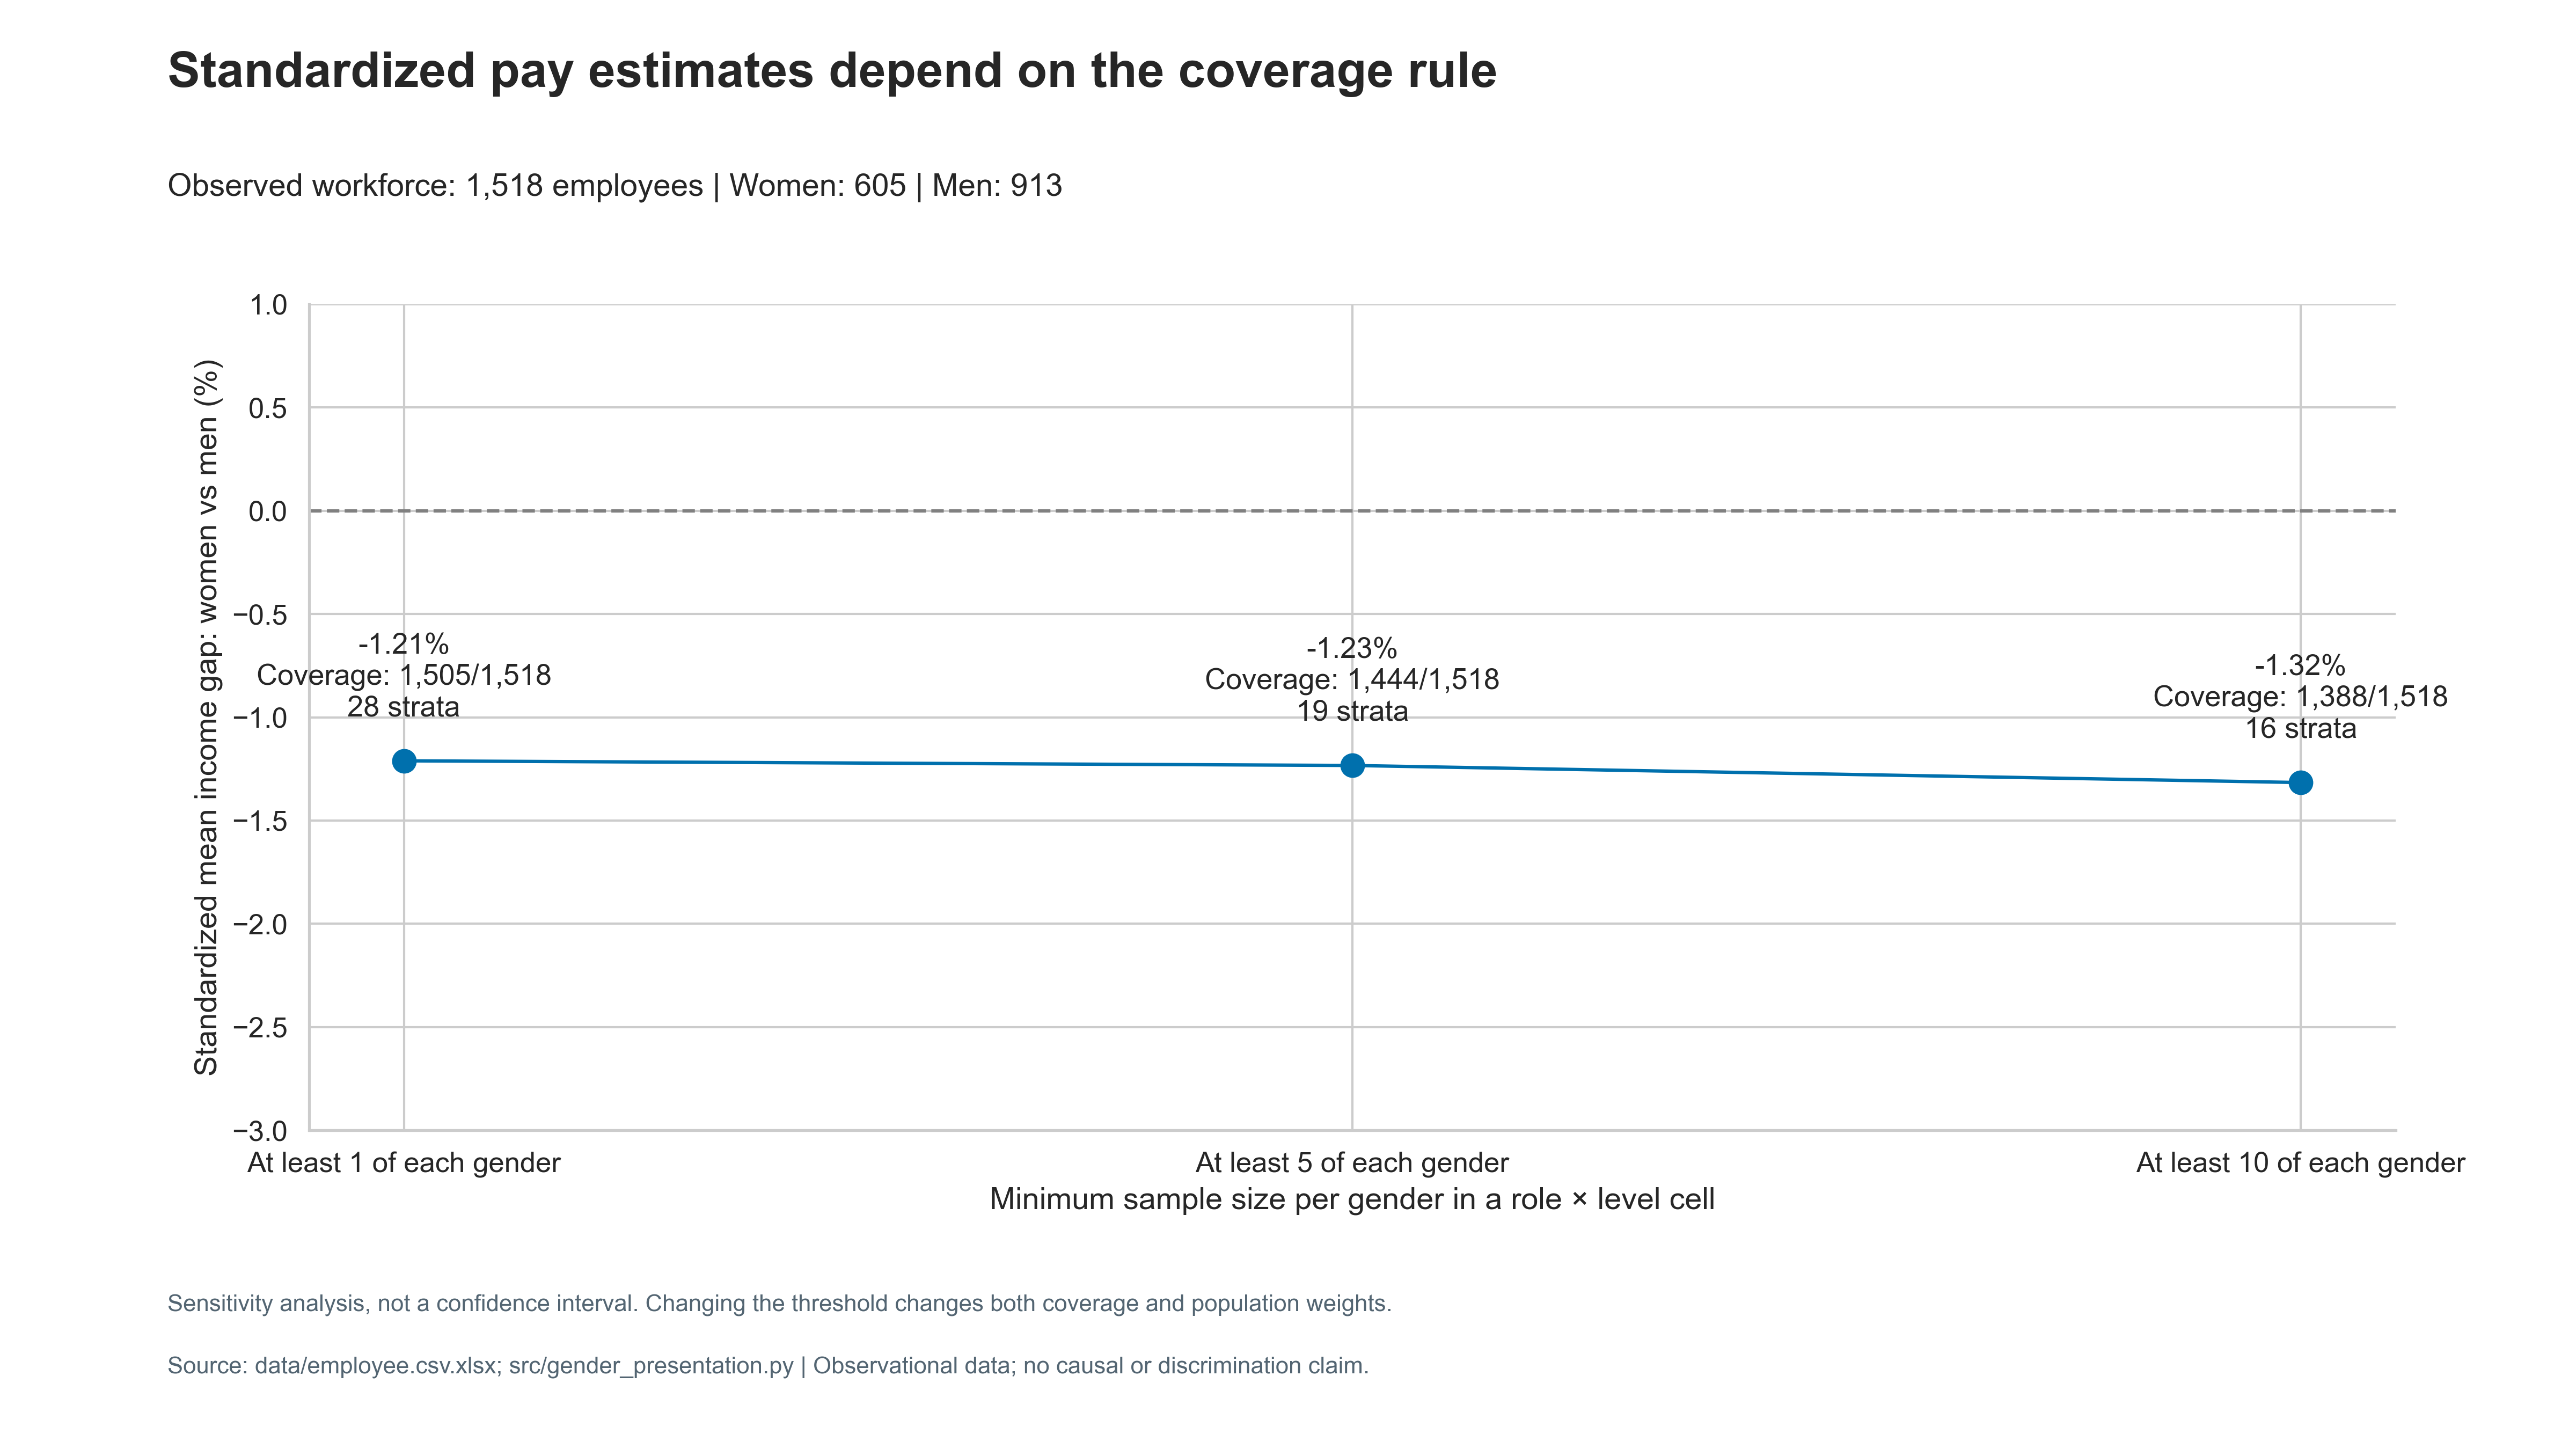 Standardized pay estimates depend on the coverage rule
Observed workforce: 1,518 employees | Women: 605 | Men: 913
Standardized mean income gap: women vs men (%)
1.0
0.5
0.0
−0.5
−1.0
−1.5
−2.0
−2.5
−3.0
-1.21%
Coverage: 1,505/1,518
28 strata
-1.23%
Coverage: 1,444/1,518
19 strata
-1.32%
Coverage: 1,388/1,518
16 strata
At least 1 of each gender
At least 5 of each gender
At least 10 of each gender
Minimum sample size per gender in a role × level cell
Sensitivity analysis, not a confidence interval. Changing the threshold changes both coverage and population weights.
Source: data/employee.csv.xlsx; src/gender_presentation.py | Observational data; no causal or discrimination claim.